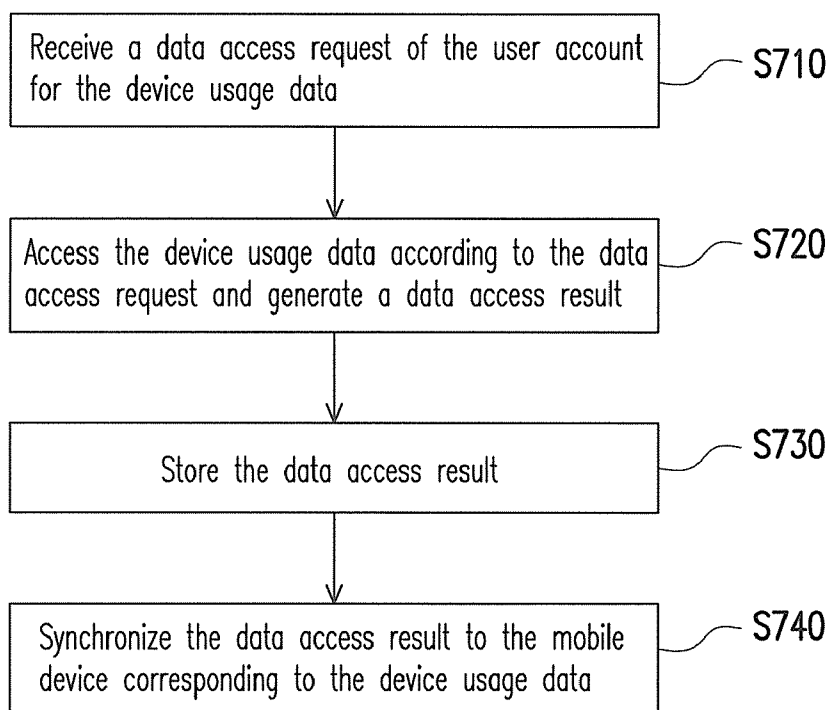 Receive a data access request of the user account
for the device usage data
S710
Access the device usage data according to the data
access request and generate a data access result
S720
Store the data access result
S730
Synchronize the data access result to the mobile
device corresponding to the device usage data
S740